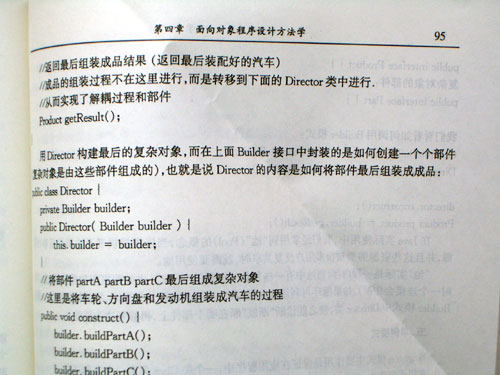 第四章 面向对象程序设计方法学 95
//返回最后组装成品结果(返回最后装配好的汽车)
//成品的组装过程不在这里进行,而是转移到下面的 Director 类中进行.
//从而实现了解耦过程和部件
Product getResult();
用 Director 构建最后的复杂对象,而在上面 Builder 接口中封装的是如何创建一个个部件
(复杂对象是由这些部件组成的),也就是说 Director 的内容是如何将部件最后组装成成品:
public class Director {
private Builder builder;
public Director( Builder builder ) {
this. builder = builder;
}
// 将部件 partA partB partC 最后组成复杂对象
//这里是将车轮、方向盘和发动机组装成汽车的过程
public void construct() {
builder. buildPartA();
builder. buildPartB();
builder. buildPartC();